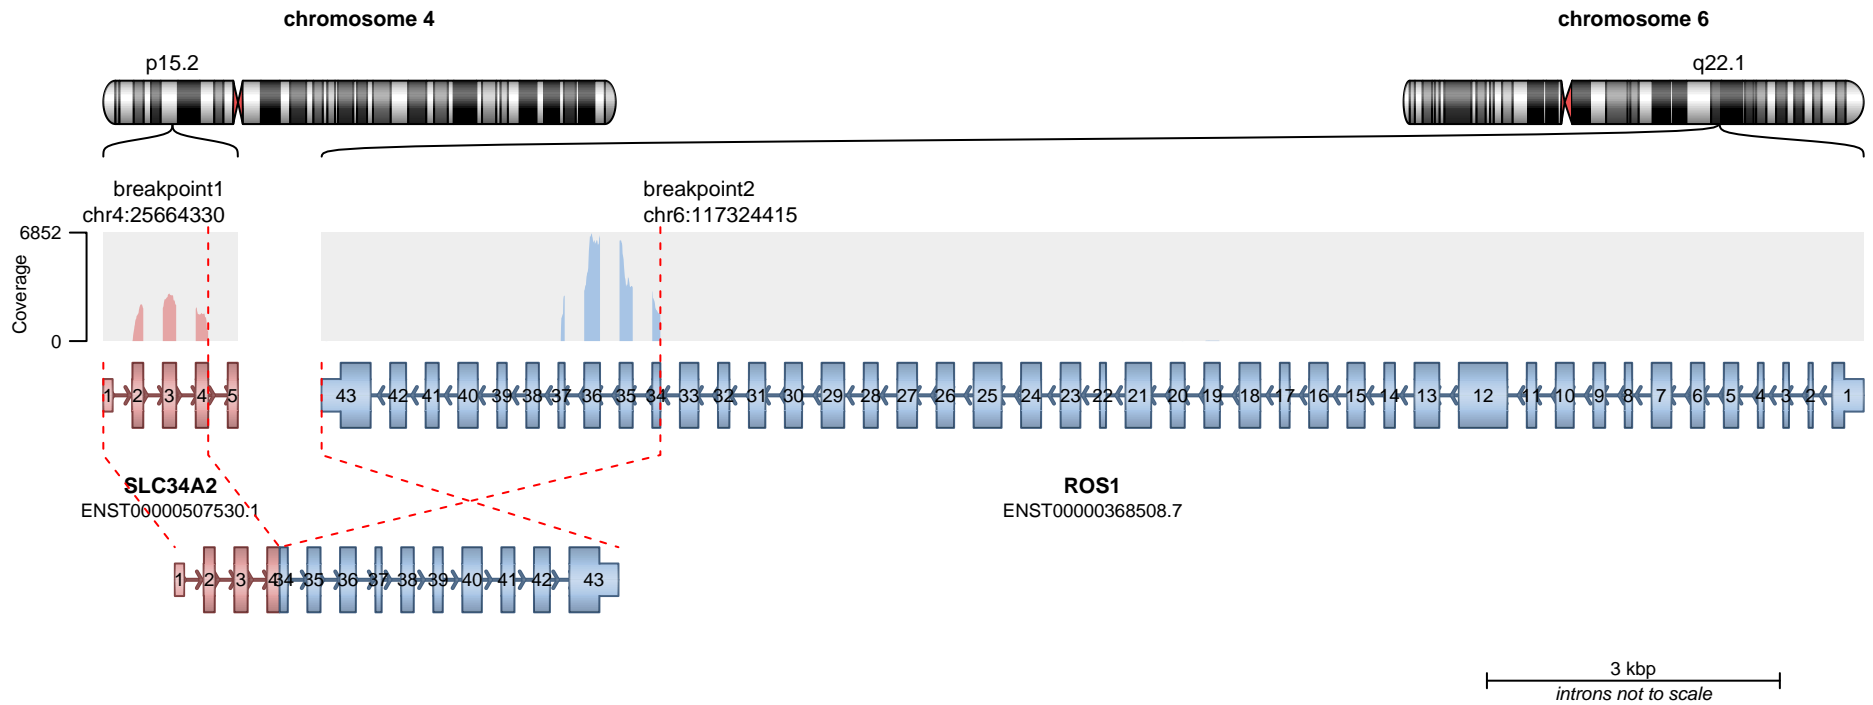 chromosome 4 chromosome 6
p15.2 q22.1
breakpoint1 breakpoint2
chr4:25664330 chr6:117324415
6852
Coverage
0
1 2 3 4 5 43 42 41 40 39 38 37 36 35 34 33 32 31 30 29 28 27 26 25 24 23 22 21 20 19 18 17 16 15 14 13 12 11 10 9 8 7 6 5 4 3 2 1
SLC34A2 ROS1
ENST00000507530.1 ENST00000368508.7
1 2 3 4 34 35 36 37 38 39 40 41 42 43
3 kbp
introns not to scale